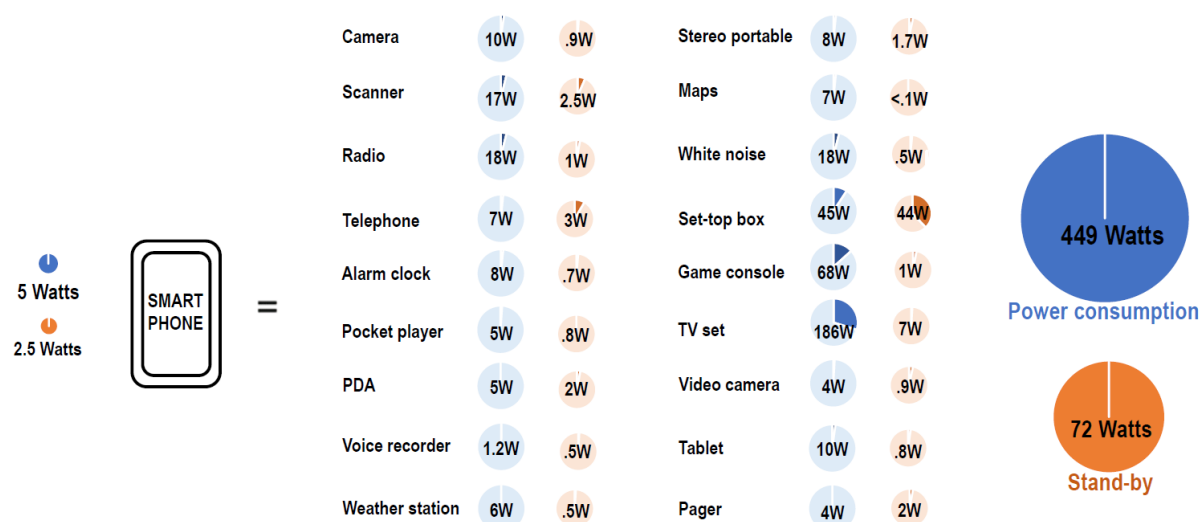 5 Watts
2.5 Watts
SMART
PHONE
=
Camera 10W .9W
Scanner 17W 2.5W
Radio 18W 1W
Telephone 7W 3W
Alarm clock 8W .7W
Pocket player 5W .8W
PDA 5W 2W
Voice recorder 1.2W .5W
Weather station 6W .5W
Stereo portable 8W 1.7W
Maps 7W <.1W
White noise 18W .5W
Set-top box 45W 44W
Game console 68W 1W
TV set 186W 7W
Video camera 4W .9W
Tablet 10W .8W
Pager 4W 2W
449 Watts
Power consumption
72 Watts
Stand-by